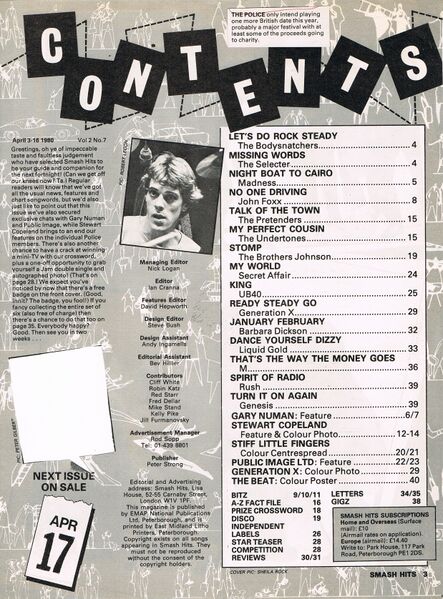 THE POLICE only intend playing
one more British date this year,
probably a major festival with at
least some of the proceeds going
to charity.
CONTENTS
April 3-16 1980 Vol 2 No.7
Greetings, oh ye of impeccable
taste and faultless judgement
who have selected Smash Hits to
be your guide and companion for
the next fortnight! (Can we get off
our knees now? Ta.) Regular
readers will know that we've got
all the usual news, features and
chart songwords, but we'd also
just like to point out that this
issue we've also secured
exclusive chats with Gary Numan
and Public Image, while Stewart
Copeland brings to an end our
features on the individual Police
members. There's also another
chance to have a crack at winning
a mini-TV with our crossword,
plus a one-off opportunity to grab
yourself a Jam double single and
autographed photo! (That's on
page 28.) We expect you've
noticed by now that there's a free
badge on the front cover. (Good,
innit? The badge, you fool!) If you
fancy collecting the entire set of
six (also free of charge) then
there's a chance to do that too on
page 35. Everybody happy?
Good. Then see you in two
weeks . . .
Managing Editor
Nick Logan
Editor
Ian Cranna
Features Editor
David Hepworth
Design Editor
Steve Bush
Design Assistant
Andy Ingamells
Editorial Assistant
Bev Hillier
Contributors
Cliff White
Robin Katz
Red Starr
Fred Dellar
Mike Stand
Kelly Pike
Jill Furmanovsky
Advertisement Manager
Rod Sopp
Tel: 01-439 8801
Publisher
Peter Strong
Editorial and Advertising
address: Smash Hits, Lisa
House, 52-55 Carnaby Street,
London W1V 1PF.
This magazine is published
by EMAP National Publications
Ltd, Peterborough, and is
printed by East Midland Litho
Printers, Peterborough.
Copyright exists on all songs
appearing in Smash Hits. They
must not be reproduced
without the consent of the
copyright holders.
NEXT ISSUE
ON SALE
APR
17
LET'S DO ROCK STEADY
The Bodysnatchers 4
MISSING WORDS
The Selecter 4
NIGHT BOAT TO CAIRO
Madness 5
NO ONE DRIVING
John Foxx 8
TALK OF THE TOWN
The Pretenders 15
MY PERFECT COUSIN
The Undertones 15
STOMP
The Brothers Johnson 19
MY WORLD
Secret Affair 24
KING
UB40 25
READY STEADY GO
Generation X 29
JANUARY FEBRUARY
Barbara Dickson 32
DANCE YOURSELF DIZZY
Liquid Gold 33
THAT'S THE WAY THE MONEY GOES
M 36
SPIRIT OF RADIO
Rush 39
TURN IT ON AGAIN
Genesis 39
GARY NUMAN: Feature 6/7
STEWART COPELAND
Feature & Colour Photo 12-14
STIFF LITTLE FINGERS
Colour Centrespread 20/21
PUBLIC IMAGE LTD: Feature 22/23
GENERATION X: Colour Photo 29
THE BEAT: Colour Poster 40
BITZ 9/10/11
A-Z FACT FILE 16
PRIZE CROSSWORD 18
DISCO 19
INDEPENDENT
LABELS 26
STAR TEASER 28
COMPETITION 28
REVIEWS 30/31
LETTERS 34/35
GIGZ 38
SMASH HITS SUBSCRIPTIONS
Home and Overseas (Surface
mail): £10
(Airmail rates on application).
Europe (airmail): £14.40
Write to: Park House, 117 Park
Road, Peterborough PE1 2DS.
COVER PIC: SHEILA ROCK
SMASH HITS 3